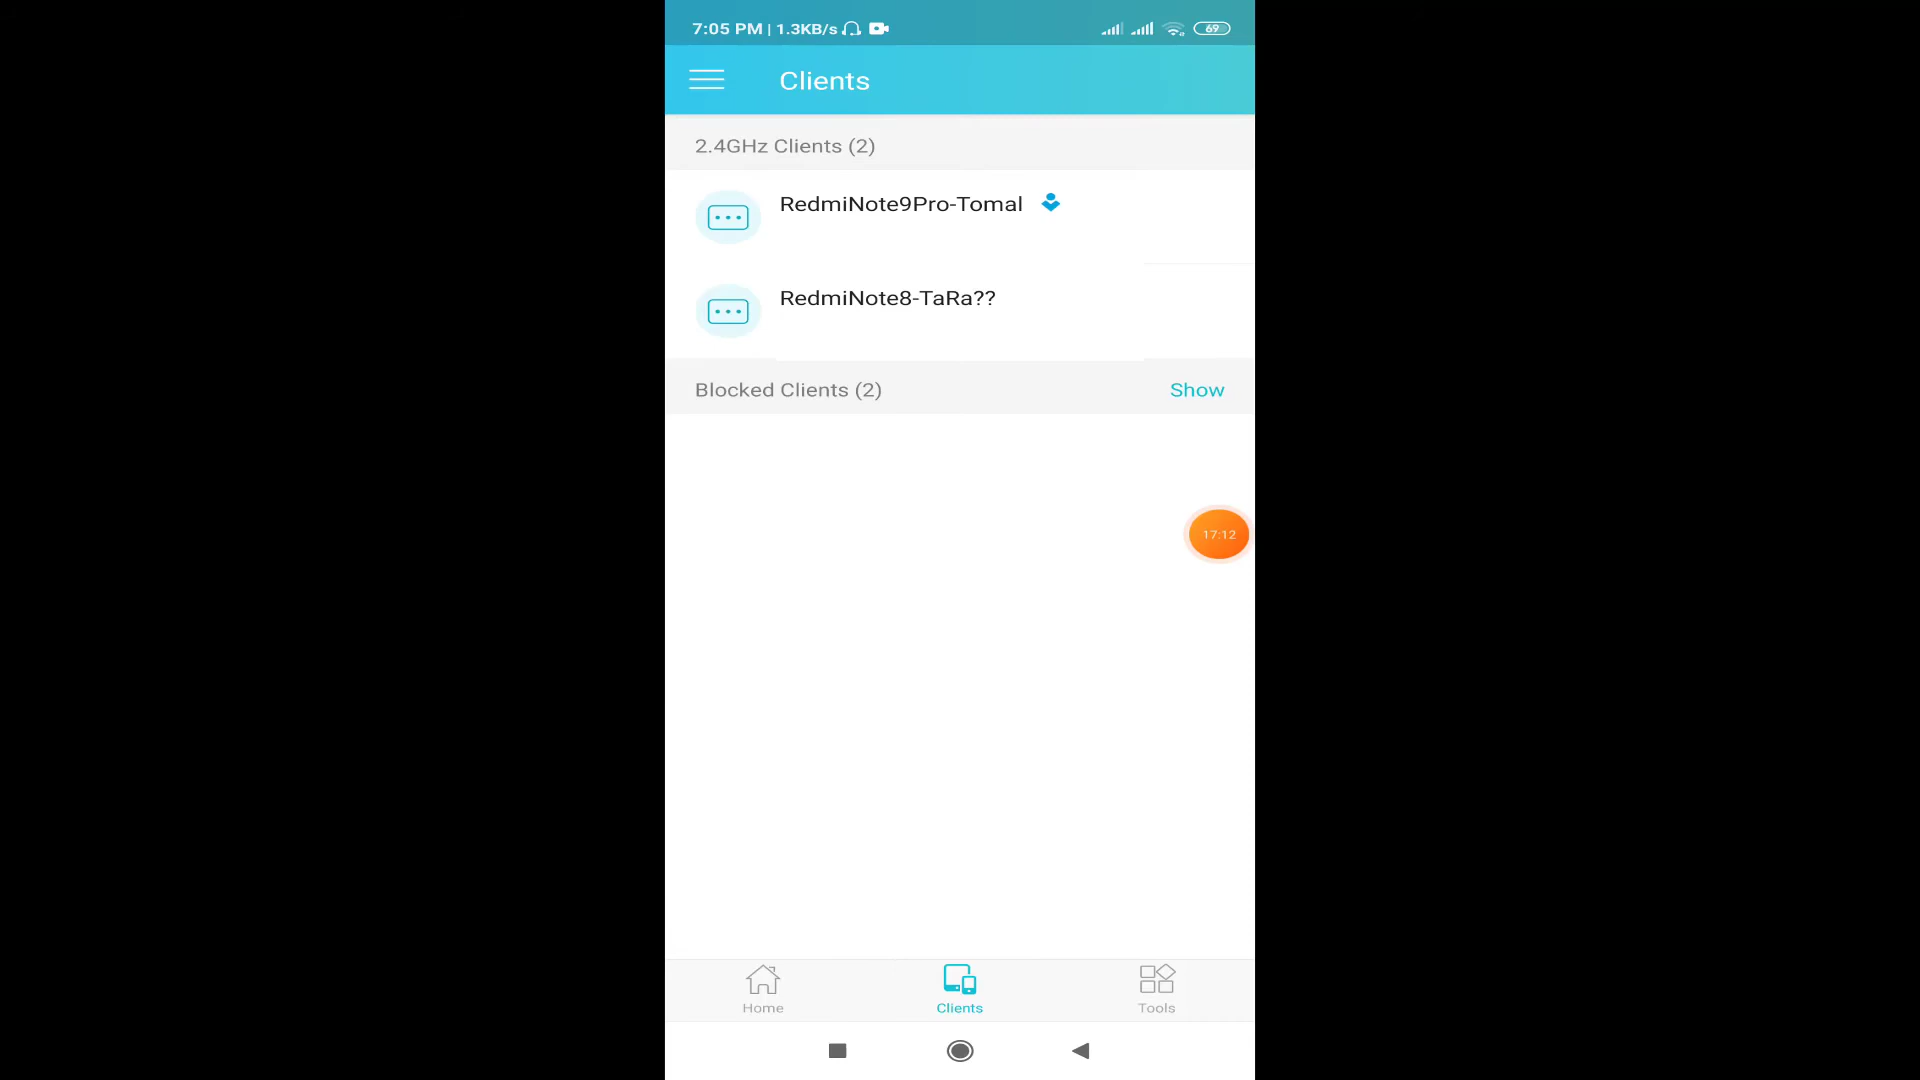 7:05 PM | 1.3KB/s
69
Clients
2.4GHz Clients (2)
RedmiNote9Pro-Tomal
RedmiNote8-TaRa??
Blocked Clients (2) Show
17:12
Home Clients Tools